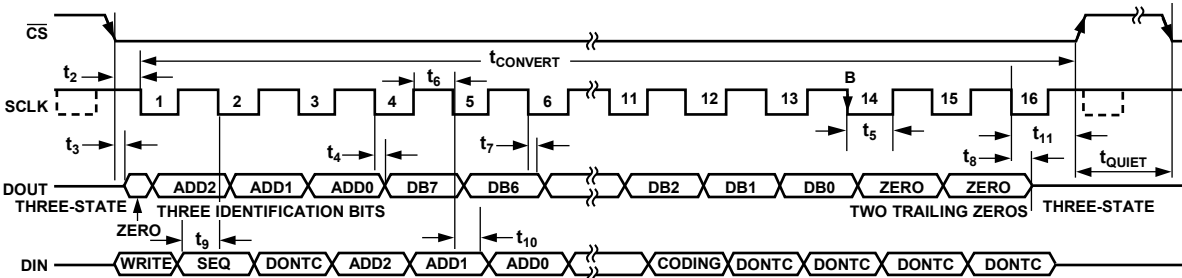 CS
tCONVERT
t2
t6
B
SCLK
1 2 3 4 5 6 11 12 13 14 15 16
t3
t4
t7
t5
t11
t8
tQUIET
DOUT
ADD2 ADD1 ADD0 DB7 DB6 DB2 DB1 DB0 ZERO ZERO
THREE-STATE
THREE IDENTIFICATION BITS
TWO TRAILING ZEROS
THREE-STATE
ZERO
t9
t10
DIN
WRITE SEQ DONTC ADD2 ADD1 ADD0 CODING DONTC DONTC DONTC DONTC